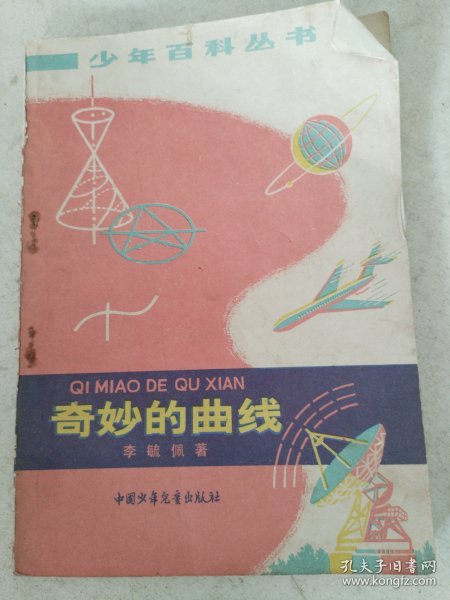 少年百科丛书
QI MIAO DE QU XIAN
奇妙的曲线
李毓佩著
中国少年儿童出版社
孔夫子旧书网
www.kongfz.com